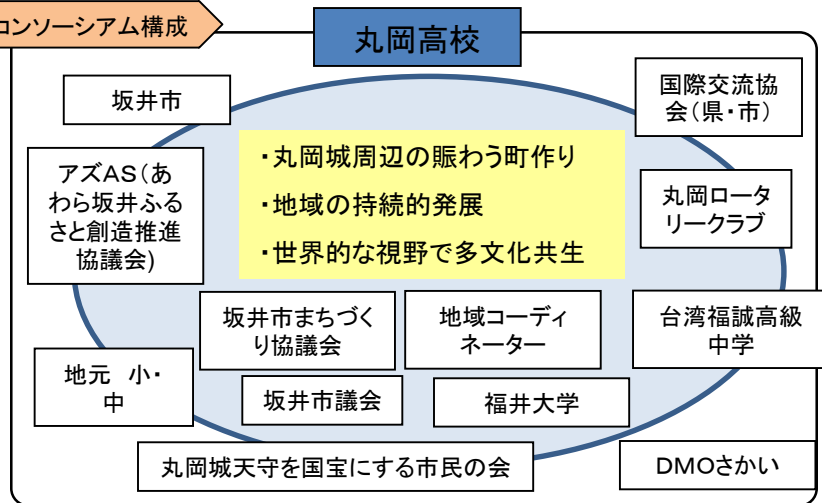 コンソーシアム構成
丸岡高校
坂井市
国際交流協
会(県・市)
・丸岡城周辺の賑わう町作り
・地域の持続的発展
・世界的な視野で多文化共生
アズAS(あ
わら坂井ふる
さと創造推進
協議会)
丸岡ロータ
リークラブ
坂井市まちづく
り協議会
地域コーディ
ネーター
台湾福誠高級
中学
地元 小・
中
坂井市議会
福井大学
丸岡城天守を国宝にする市民の会
DMOさかい